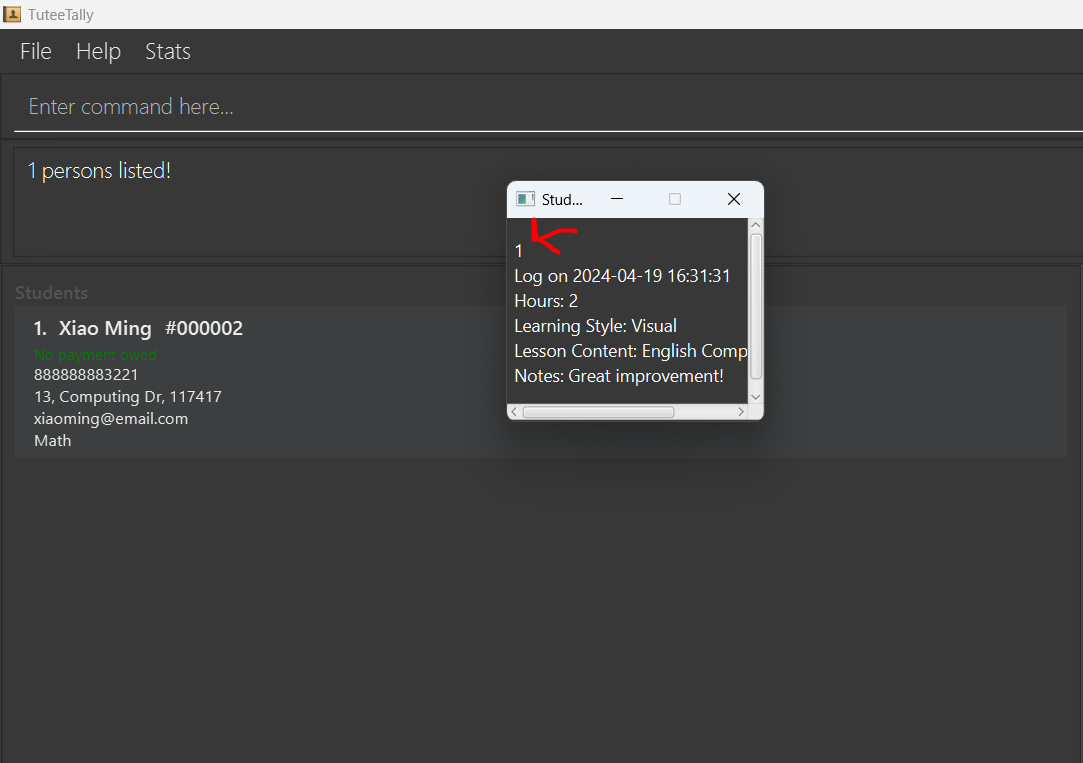 TuteeTally
File Help Stats
Enter command here...
1 persons listed!
Stud...
1
Log on 2024-04-19 16:31:31
Hours: 2
Learning Style: Visual
Lesson Content: English Comp
Notes: Great improvement!
Students
1. Xiao Ming #000002
No payment owed
888888883221
13, Computing Dr, 117417
xiaoming@email.com
Math